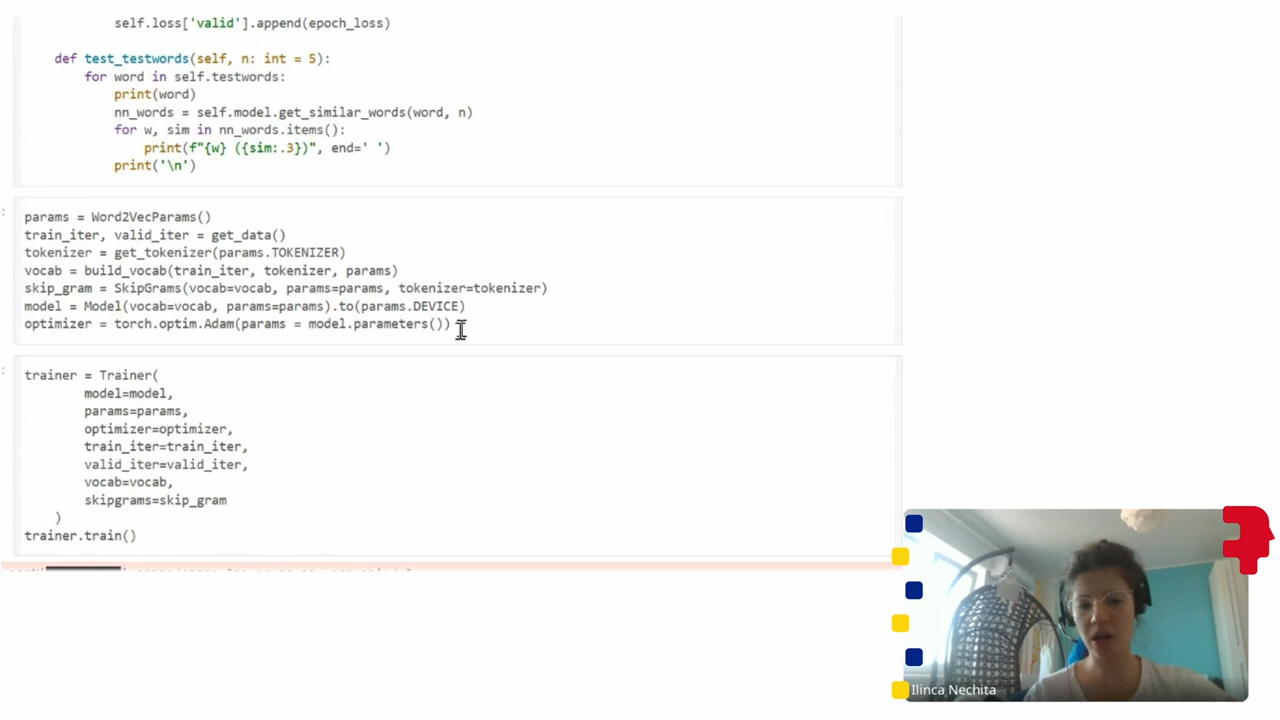 self.loss['valid'].append(epoch_loss)
def test_testwords(self, n: int = 5):
for word in self.testwords:
print(word)
nn_words = self.model.get_similar_words(word, n)
for w, sim in nn_words.items():
print(f"{w} ({sim:.3})", end=' ')
print('\n')
params = Word2VecParams()
train_iter, valid_iter = get_data()
tokenizer = get_tokenizer(params.TOKENIZER)
vocab = build_vocab(train_iter, tokenizer, params)
skip_gram = SkipGrams(vocab=vocab, params=params, tokenizer=tokenizer)
model = Model(vocab=vocab, params=params).to(params.DEVICE)
optimizer = torch.optim.Adam(params = model.parameters())
trainer = Trainer(
model=model,
params=params,
optimizer=optimizer,
train_iter=train_iter,
valid_iter=valid_iter,
vocab=vocab,
skipgrams=skip_gram
)
trainer.train()
Ilinca Nechita